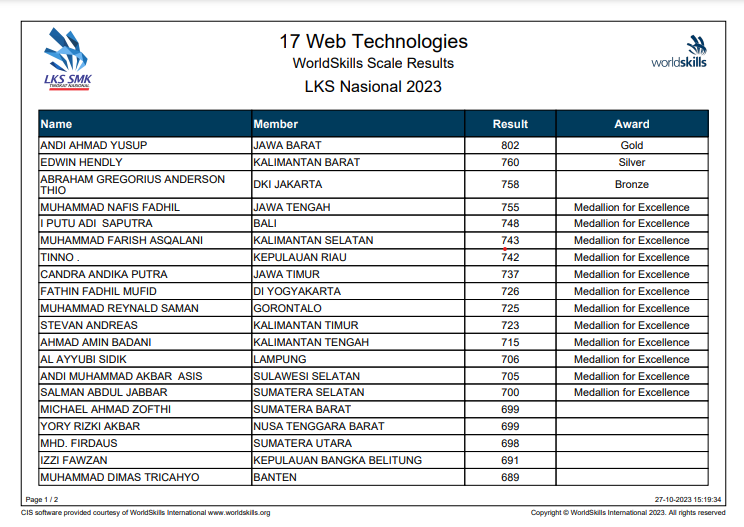 LKS SMK
TINGKAT NASIONAL
17 Web Technologies
WorldSkills Scale Results
LKS Nasional 2023
worldskills
Name Member Result Award
ANDI AHMAD YUSUP JAWA BARAT 802 Gold
EDWIN HENDLY KALIMANTAN BARAT 760 Silver
ABRAHAM GREGORIUS ANDERSON
THIO DKI JAKARTA 758 Bronze
MUHAMMAD NAFIS FADHIL JAWA TENGAH 755 Medallion for Excellence
I PUTU ADI SAPUTRA BALI 748 Medallion for Excellence
MUHAMMAD FARISH ASQALANI KALIMANTAN SELATAN 743 Medallion for Excellence
TINNO . KEPULAUAN RIAU 742 Medallion for Excellence
CANDRA ANDIKA PUTRA JAWA TIMUR 737 Medallion for Excellence
FATHIN FADHIL MUFID DI YOGYAKARTA 726 Medallion for Excellence
MUHAMMAD REYNALD SAMAN GORONTALO 725 Medallion for Excellence
STEVAN ANDREAS KALIMANTAN TIMUR 723 Medallion for Excellence
AHMAD AMIN BADANI KALIMANTAN TENGAH 715 Medallion for Excellence
AL AYYUBI SIDIK LAMPUNG 706 Medallion for Excellence
ANDI MUHAMMAD AKBAR ASIS SULAWESI SELATAN 705 Medallion for Excellence
SALMAN ABDUL JABBAR SUMATERA SELATAN 700 Medallion for Excellence
MICHAEL AHMAD ZOFTHI SUMATERA BARAT 699
YORY RIZKI AKBAR NUSA TENGGARA BARAT 699
MHD. FIRDAUS SUMATERA UTARA 698
IZZI FAWZAN KEPULAUAN BANGKA BELITUNG 691
MUHAMMAD DIMAS TRICAHYO BANTEN 689
Page 1 / 2 27-10-2023 15:19:34
CIS software provided courtesy of WorldSkills International www.worldskills.org Copyright © WorldSkills International 2023. All rights reserved